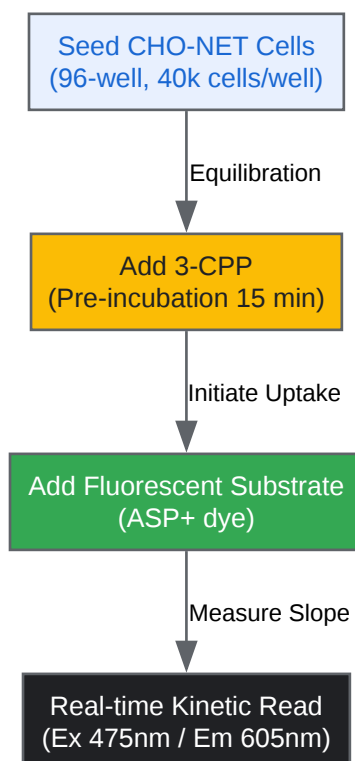 Seed CHO-NET Cells
(96-well, 40k cells/well)
Equilibration
Add 3-CPP
(Pre-incubation 15 min)
Initiate Uptake
Add Fluorescent Substrate
(ASP+ dye)
Measure Slope
Real-time Kinetic Read
(Ex 475nm / Em 605nm)